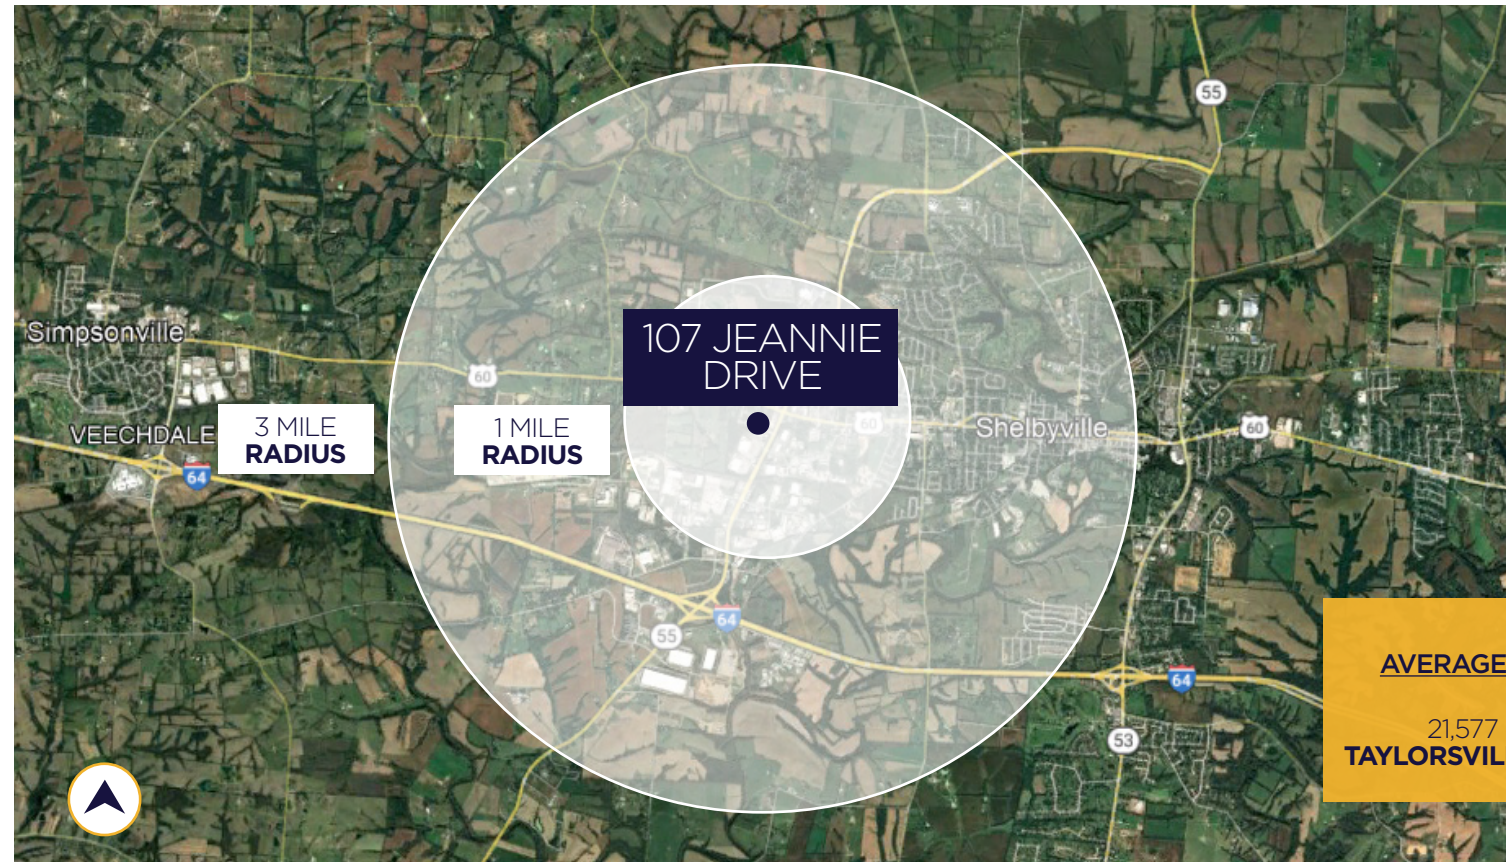 55
Simpsonville
107 JEANNIE
DRIVE
60
3 MILE
RADIUS
1 MILE
RADIUS
VEECHDALE
60
Shelbyville
60
64
64
55
64
53
AVERAGE
21,577
TAYLORSVIL